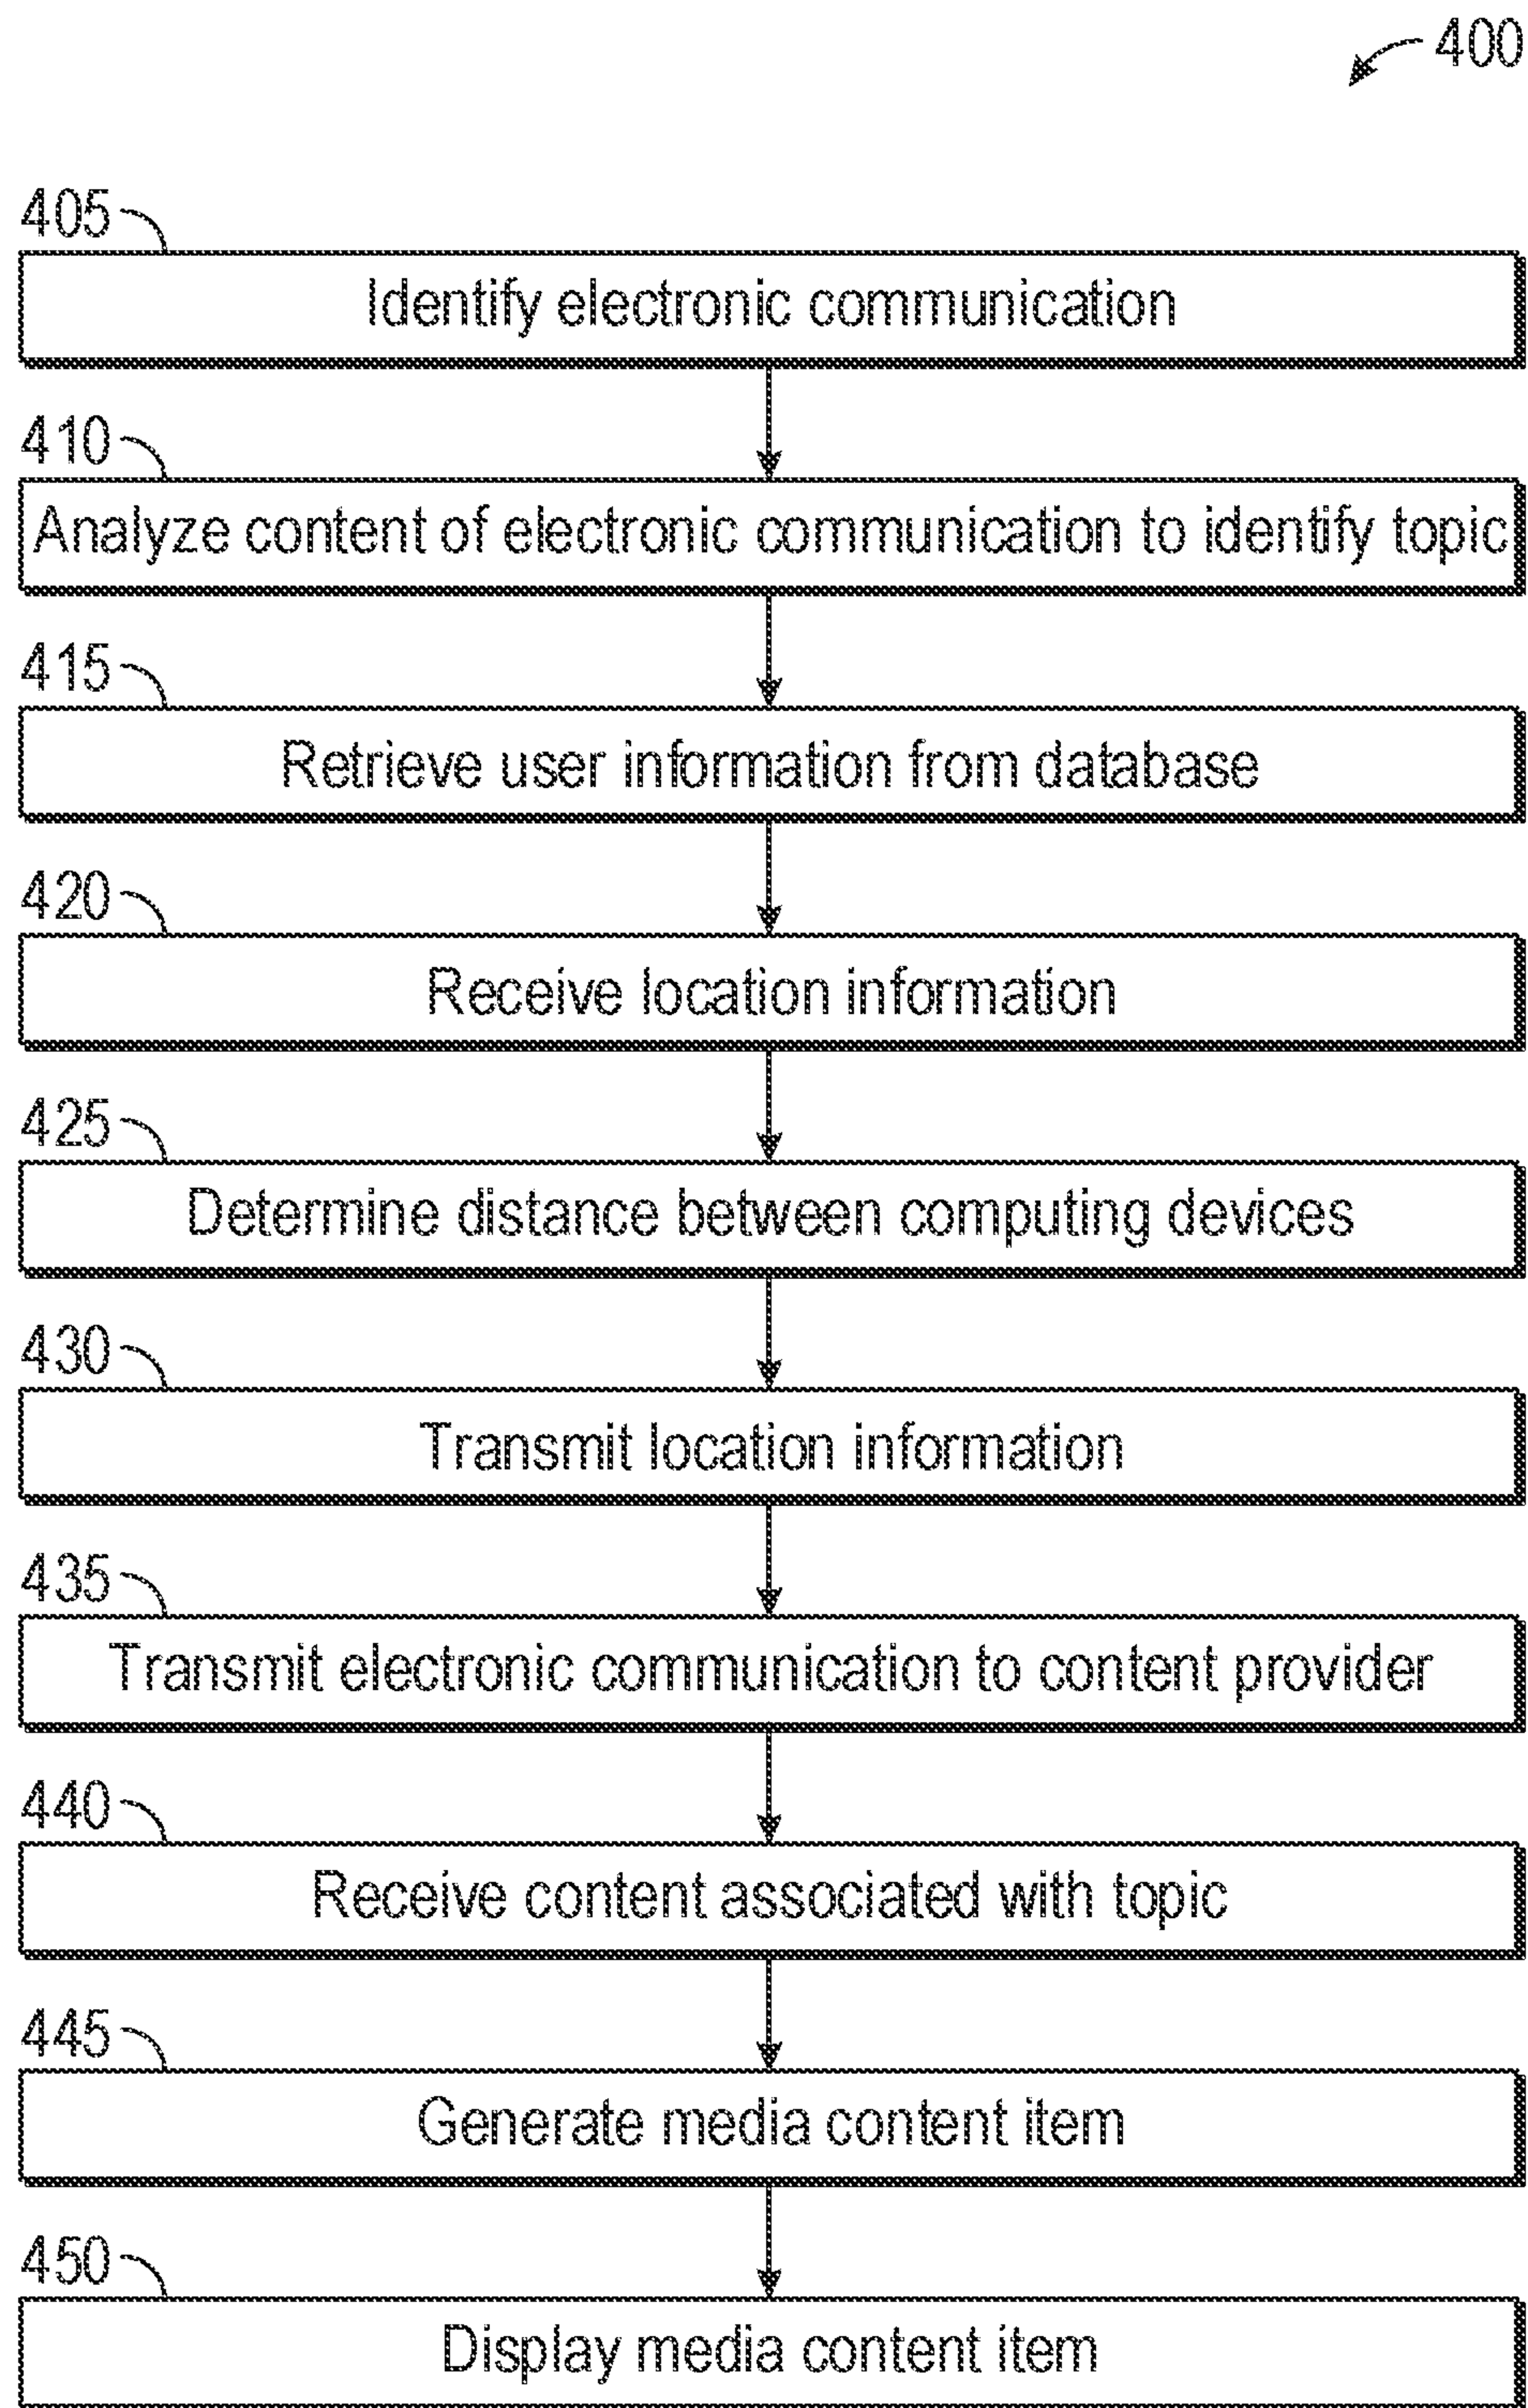 400
405
Identify electronic communication
410
Analyze content of electronic communication to identify topic
415
Retrieve user information from database
420
Receive location information
425
Determine distance between computing devices
430
Transmit location information
435
Transmit electronic communication to content provider
440
Receive content associated with topic
445
Generate media content item
450
Display media content item